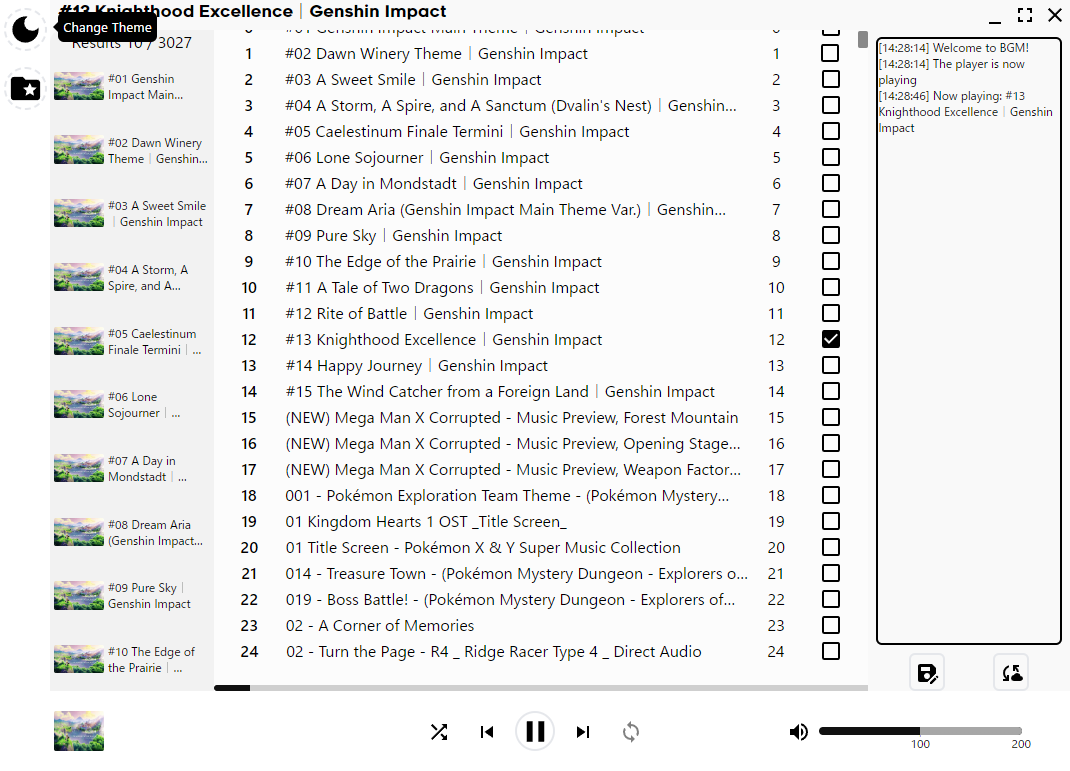 #13 Knighthood Excellence | Genshin Impact
Change Theme
Results 10 / 3027
#01 Genshin
Impact Main...
#02 Dawn Winery
Theme | Genshin...
#03 A Sweet Smile
| Genshin Impact
#04 A Storm, A
Spire, and A...
#05 Caelestinum
Finale Termini | ...
#06 Lone
Sojourner | ...
#07 A Day in
Mondstadt | ...
#08 Dream Aria
(Genshin Impact...
#09 Pure Sky |
Genshin Impact
#10 The Edge of
the Prairie | ...
0 #01 Genshin Impact Main Theme | Genshin Impact 0
1 #02 Dawn Winery Theme | Genshin Impact 1
2 #03 A Sweet Smile | Genshin Impact 2
3 #04 A Storm, A Spire, and A Sanctum (Dvalin's Nest) | Genshin... 3
4 #05 Caelestinum Finale Termini | Genshin Impact 4
5 #06 Lone Sojourner | Genshin Impact 5
6 #07 A Day in Mondstadt | Genshin Impact 6
7 #08 Dream Aria (Genshin Impact Main Theme Var.) | Genshin... 7
8 #09 Pure Sky | Genshin Impact 8
9 #10 The Edge of the Prairie | Genshin Impact 9
10 #11 A Tale of Two Dragons | Genshin Impact 10
11 #12 Rite of Battle | Genshin Impact 11
12 #13 Knighthood Excellence | Genshin Impact 12
13 #14 Happy Journey | Genshin Impact 13
14 #15 The Wind Catcher from a Foreign Land | Genshin Impact 14
15 (NEW) Mega Man X Corrupted - Music Preview, Forest Mountain 15
16 (NEW) Mega Man X Corrupted - Music Preview, Opening Stage... 16
17 (NEW) Mega Man X Corrupted - Music Preview, Weapon Factor... 17
18 001 - Pokémon Exploration Team Theme - (Pokémon Mystery... 18
19 01 Kingdom Hearts 1 OST _Title Screen_ 19
20 01 Title Screen - Pokémon X & Y Super Music Collection 20
21 014 - Treasure Town - (Pokémon Mystery Dungeon - Explorers o... 21
22 019 - Boss Battle! - (Pokémon Mystery Dungeon - Explorers of... 22
23 02 - A Corner of Memories 23
24 02 - Turn the Page - R4 _ Ridge Racer Type 4 _ Direct Audio 24
[14:28:14] Welcome to BGM!
[14:28:14] The player is now
playing
[14:28:46] Now playing: #13
Knighthood Excellence | Genshin
Impact
100 200